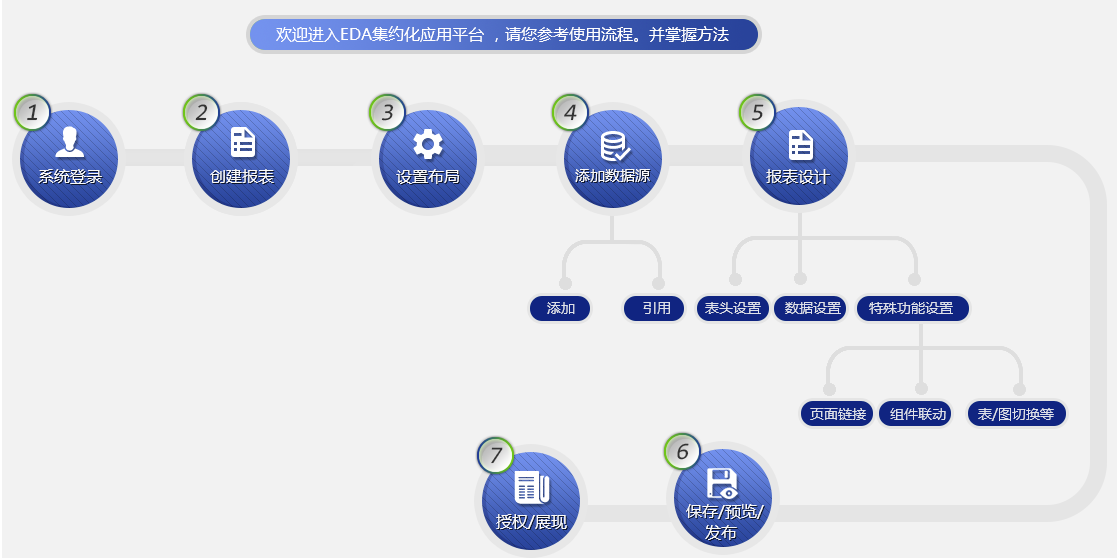 欢迎进入EDA集约化应用平台 ，请您参考使用流程。并掌握方法
1
系统登录
2
创建报表
3
设置布局
4
添加数据源
5
报表设计
添加
引用
表头设置
数据设置
特殊功能设置
页面链接
组件联动
表/图切换等
6
保存/预览/
发布
7
授权/展现